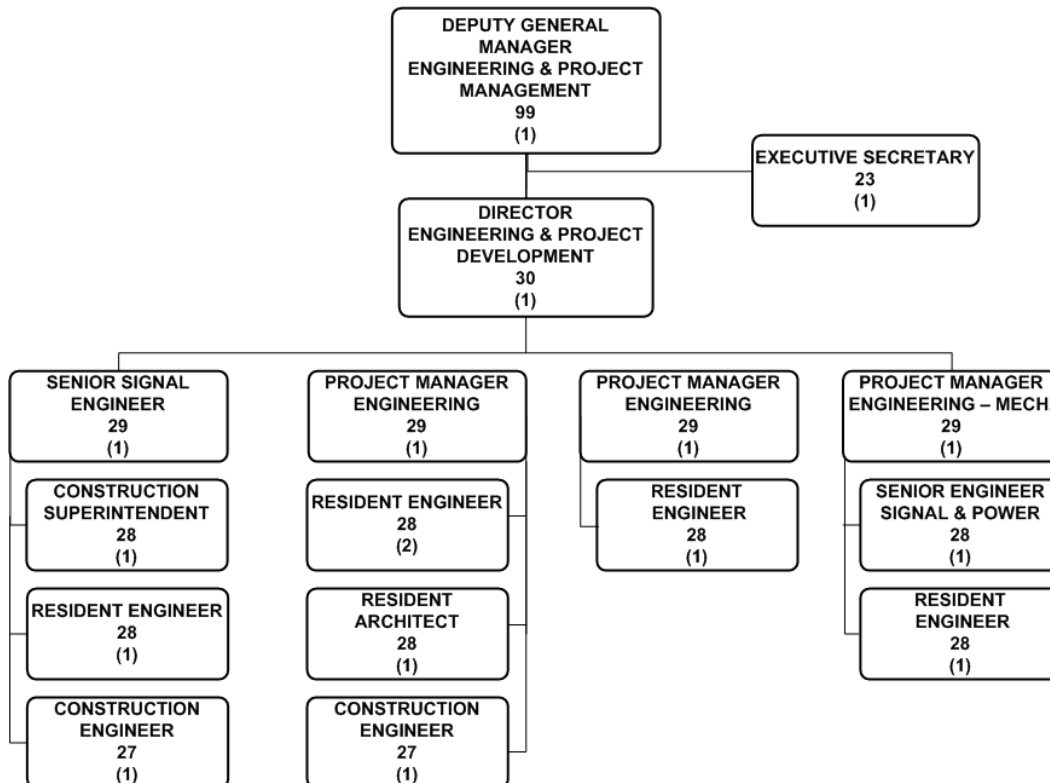 DEPUTY GENERAL
MANAGER
ENGINEERING & PROJECT
MANAGEMENT
99
(1)
EXECUTIVE SECRETARY
23
(1)
DIRECTOR
ENGINEERING & PROJECT
DEVELOPMENT
30
(1)
SENIOR SIGNAL
ENGINEER
29
(1)
PROJECT MANAGER
ENGINEERING
29
(1)
PROJECT MANAGER
ENGINEERING
29
(1)
PROJECT MANAGER
ENGINEERING – MECH.
29
(1)
CONSTRUCTION
SUPERINTENDENT
28
(1)
RESIDENT ENGINEER
28
(2)
RESIDENT
ENGINEER
28
(1)
SENIOR ENGINEER
SIGNAL & POWER
28
(1)
RESIDENT ENGINEER
28
(1)
RESIDENT
ARCHITECT
28
(1)
RESIDENT
ENGINEER
28
(1)
CONSTRUCTION
ENGINEER
27
(1)
CONSTRUCTION
ENGINEER
27
(1)